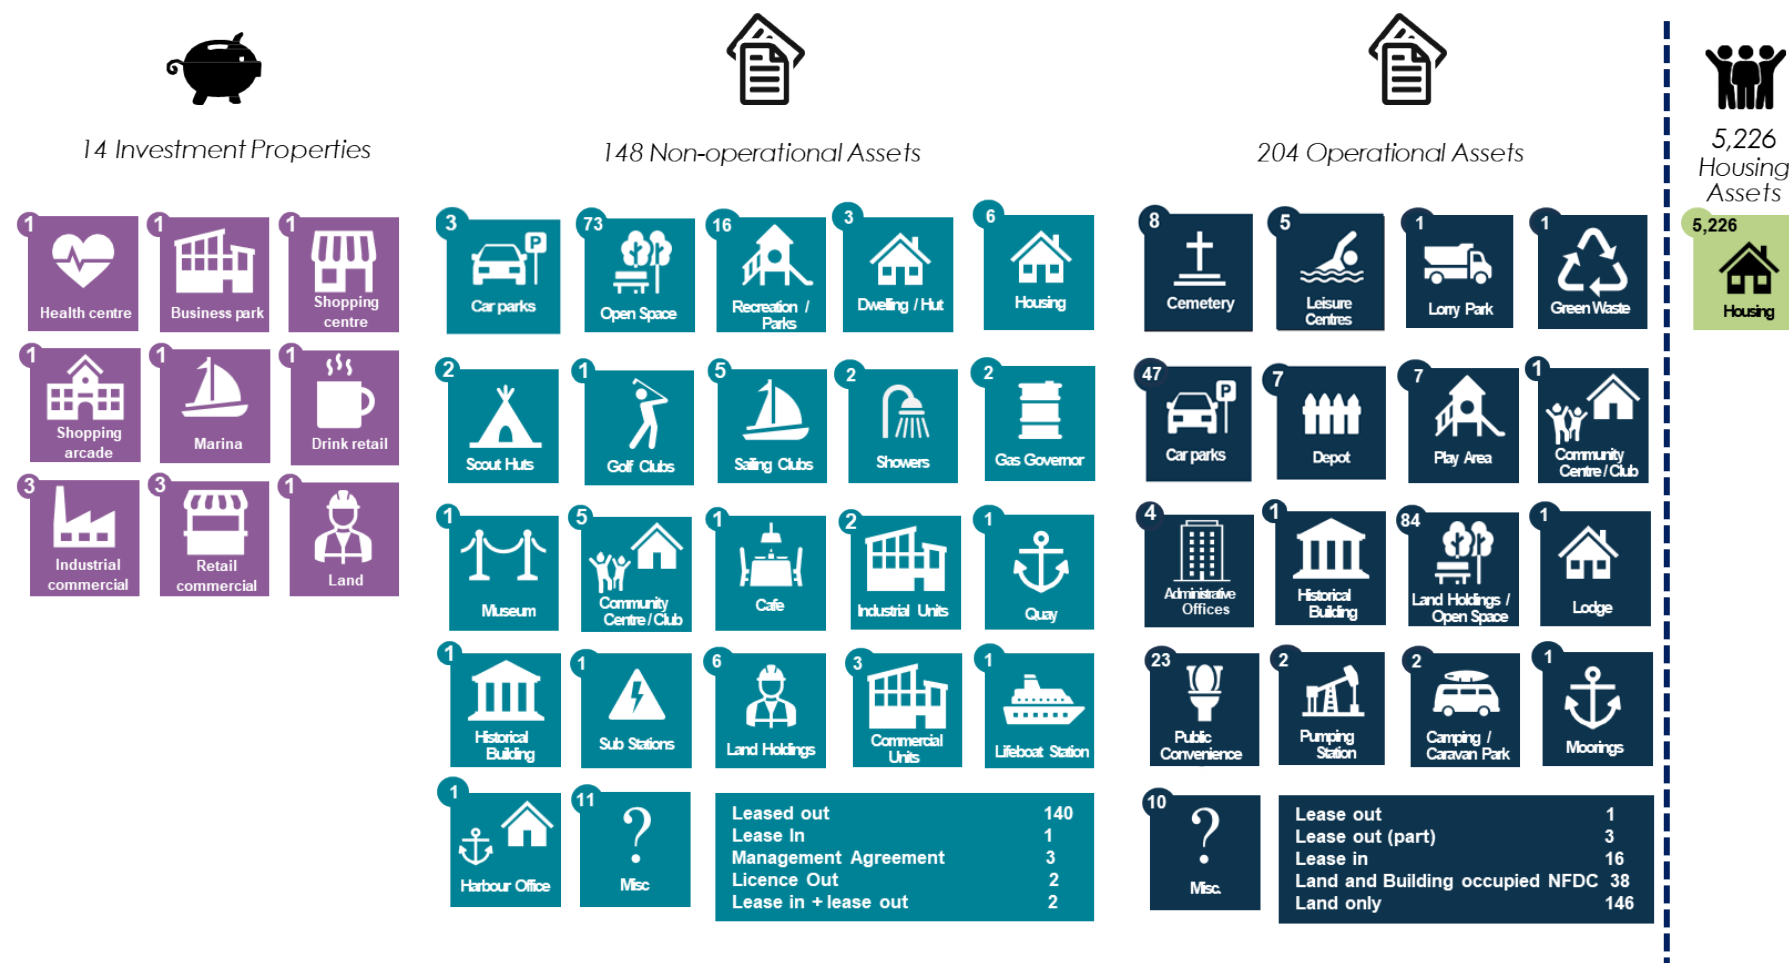 14 Investment Properties
148 Non-operational Assets
204 Operational Assets
5,226
Housing
Assets
1
Health centre
1
Business park
1
Shopping
centre
1
Shopping
arcade
1
Marina
1
Drink retail
3
Industrial
commercial
3
Retail
commercial
1
Land
3
Car parks
73
Open Space
16
Recreation /
Parks
3
Dwelling / Hut
6
Housing
2
Scout Huts
1
Golf Clubs
5
Sailing Clubs
2
Showers
2
Gas Governor
1
Museum
5
Community
Centre / Club
1
Cafe
2
Industrial Units
1
Quay
1
Historical
Building
1
Sub Stations
6
Land Holdings
3
Commercial
Units
1
Lifeboat Station
1
Harbour Office
11
?
Misc
Leased out 140
Lease In 1
Management Agreement 3
Licence Out 2
Lease in + lease out 2
8
Cemetery
5
Leisure
Centres
1
Lorry Park
1
Green Waste
47
P
Car parks
7
Depot
7
Play Area
1
Community
Centre / Club
4
Administrative
Offices
1
Historical
Building
84
Land Holdings /
Open Space
1
Lodge
23
Public
Convenience
2
Pumping
Station
2
Camping /
Caravan Park
1
Moorings
10
?
Misc.
Lease out 1
Lease out (part) 3
Lease in 16
Land and Building occupied NFDC 38
Land only 146
5,226
Housing